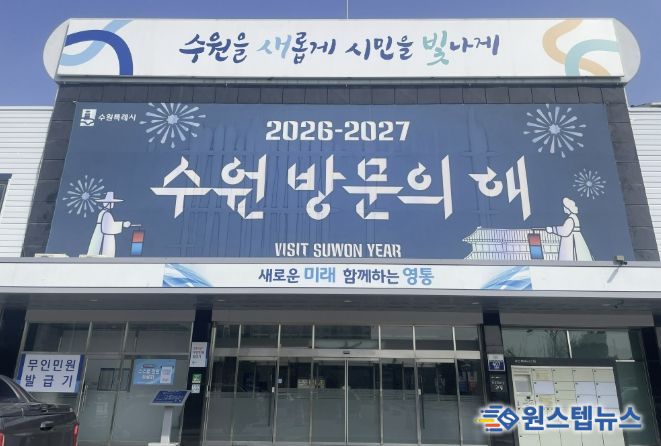 수원을 새롭게 시민을 빛나게
수원특례시
2026-2027
수원 방문의 해
VISIT SUWON YEAR
새로운 미래 함께하는 영통
무인민원
발급기
원스텝뉴스